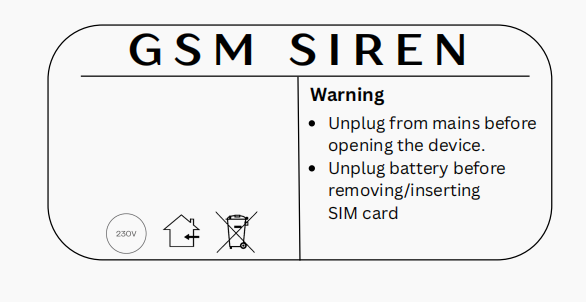 GSM SIREN
Warning
• Unplug from mains before
opening the device.
• Unplug battery before
removing/inserting
SIM card
230V